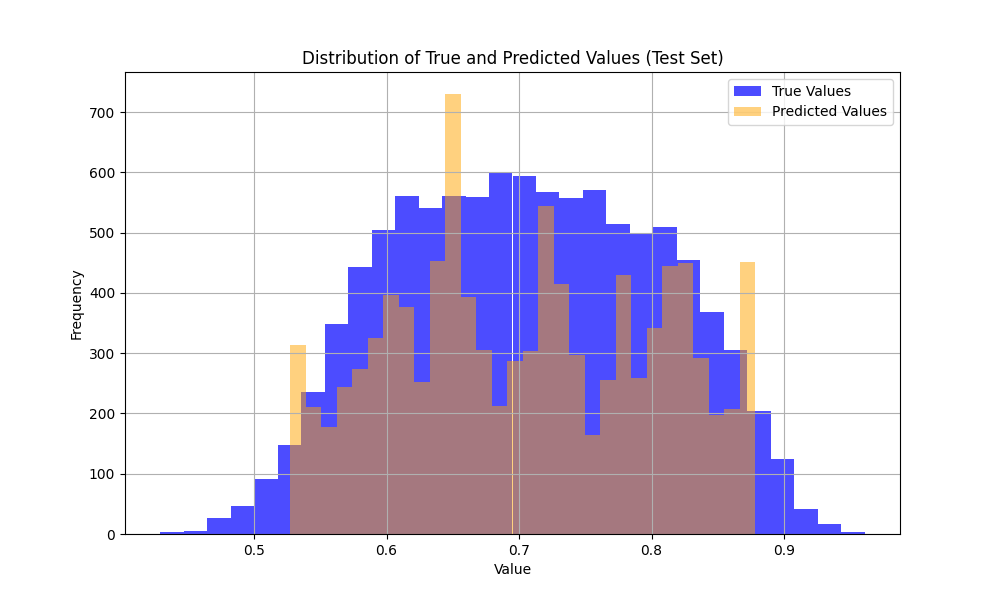 Distribution of True and Predicted Values (Test Set)
True Values
Predicted Values
700
600
500
400
300
200
100
0
Frequency
0.5 0.6 0.7 0.8 0.9
Value